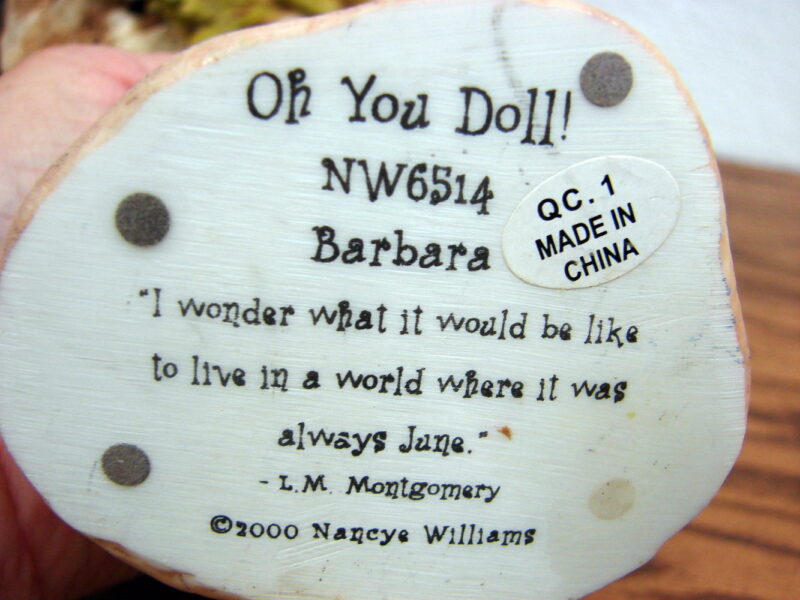 Oh You Doll!
NW6514
Barbara
QC. 1
MADE IN
CHINA
"I wonder what it would be like
to live in a world where it was
always June."
- L.M. Montgomery
©2000 Nancye Williams